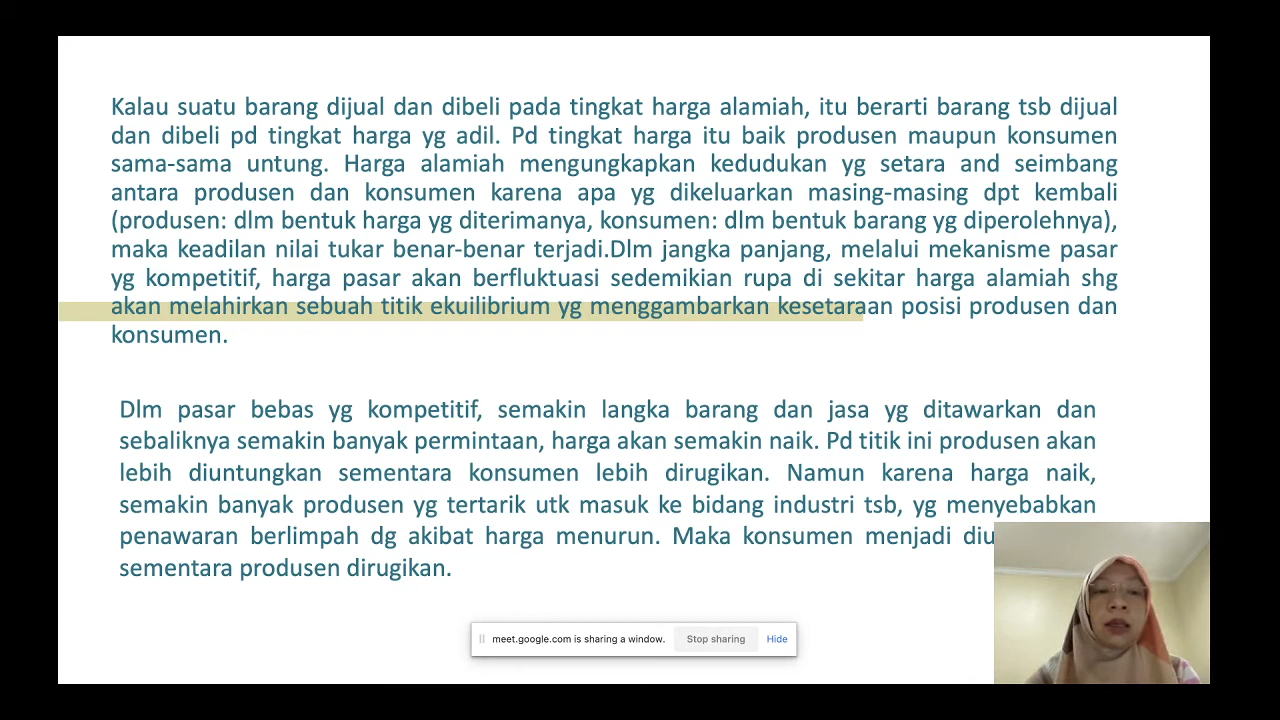 Kalau suatu barang dijual dan dibeli pada tingkat harga alamiah, itu berarti barang tsb dijual
dan dibeli pd tingkat harga yg adil. Pd tingkat harga itu baik produsen maupun konsumen
sama-sama untung. Harga alamiah mengungkapkan kedudukan yg setara and seimbang
antara produsen dan konsumen karena apa yg dikeluarkan masing-masing dpt kembali
(produsen: dlm bentuk harga yg diterimanya, konsumen: dlm bentuk barang yg diperolehnya),
maka keadilan nilai tukar benar-benar terjadi.Dlm jangka panjang, melalui mekanisme pasar
yg kompetitif, harga pasar akan berfluktuasi sedemikian rupa di sekitar harga alamiah shg
akan melahirkan sebuah titik ekuilibrium yg menggambarkan kesetaraan posisi produsen dan
konsumen.
Dlm pasar bebas yg kompetitif, semakin langka barang dan jasa yg ditawarkan dan
sebaliknya semakin banyak permintaan, harga akan semakin naik. Pd titik ini produsen akan
lebih diuntungkan sementara konsumen lebih dirugikan. Namun karena harga naik,
semakin banyak produsen yg tertarik utk masuk ke bidang industri tsb, yg menyebabkan
penawaran berlimpah dg akibat harga menurun. Maka konsumen menjadi
sementara produsen dirugikan.
meet.google.com is sharing a window. Stop sharing Hide